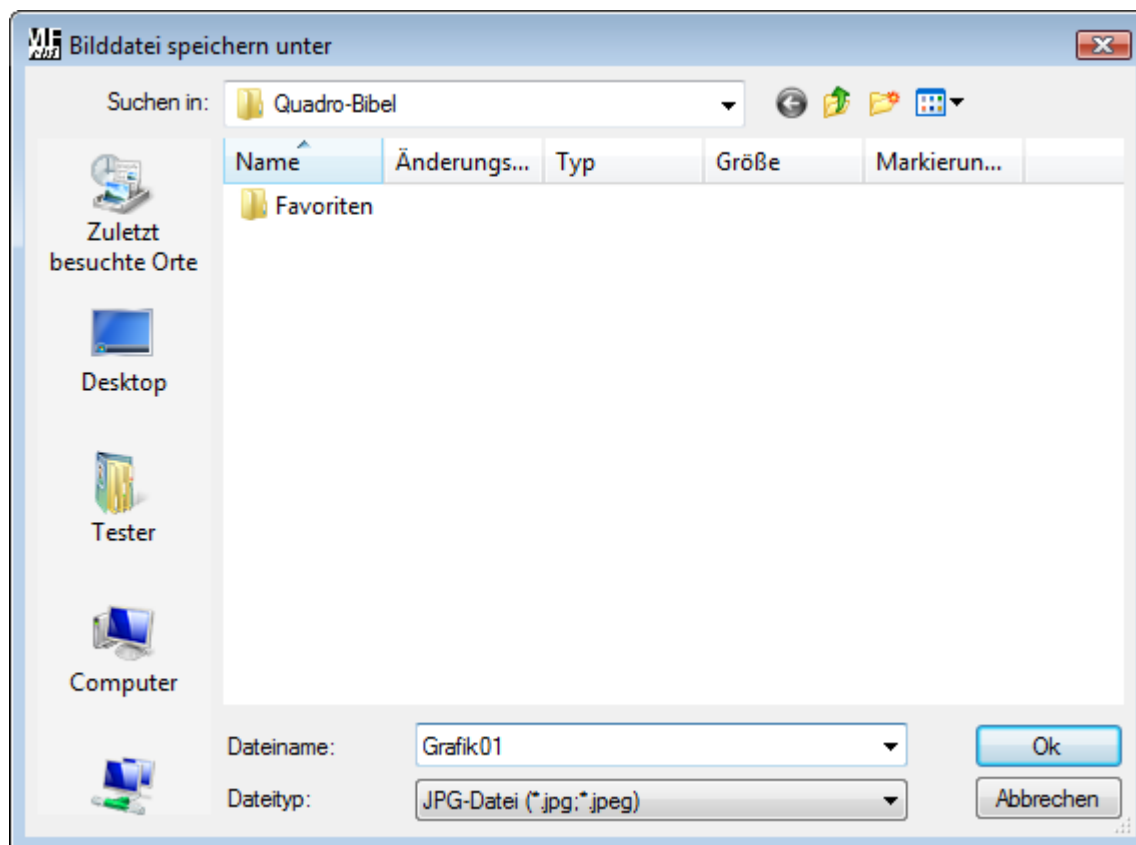 Bilddatei speichern unter
Suchen in:
Quadro-Bibel
Name
Änderungs...
Typ
Größe
Markierun...
Favoriten
Zuletzt
besuchte Orte
Desktop
Tester
Computer
Dateiname:
Grafik01
Ok
Dateityp:
JPG-Datei (*.jpg;*.jpeg)
Abbrechen